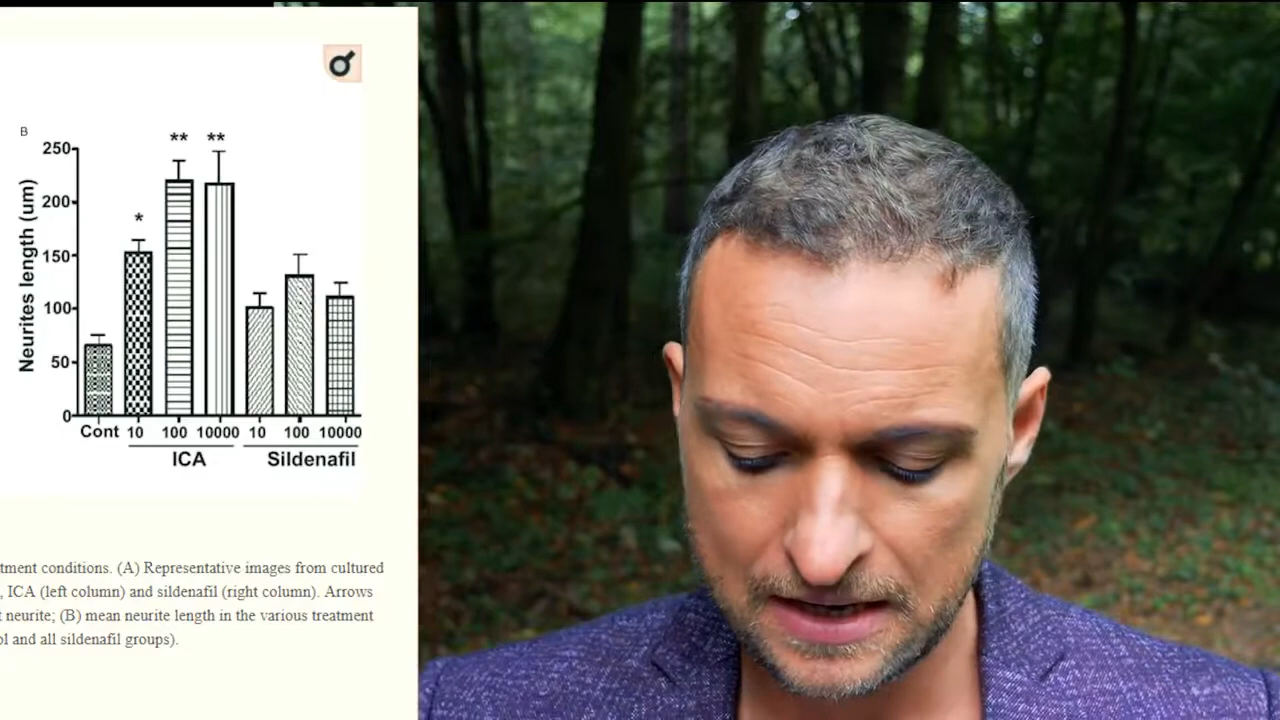 B
** **
*
250
200
150
100
50
0
Neurites length (um)
Cont 10 100 10000 10 100 10000
ICA Sildenafil
tment conditions. (A) Representative images from cultured
, ICA (left column) and sildenafil (right column). Arrows
t neurite; (B) mean neurite length in the various treatment
ol and all sildenafil groups).